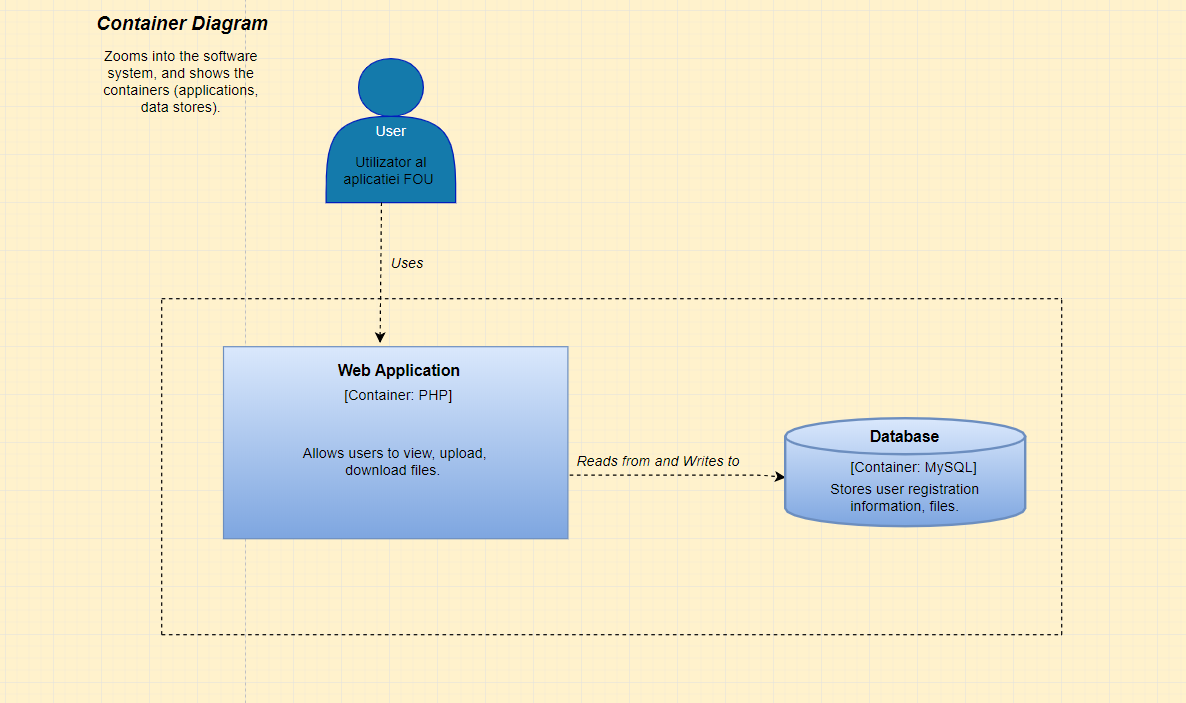 Container Diagram
Zooms into the software
system, and shows the
containers (applications,
data stores).
User
Utilizator al
aplicatiei FOU
Uses
Web Application
[Container: PHP]
Allows users to view, upload,
download files.
Reads from and Writes to
Database
[Container: MySQL]
Stores user registration
information, files.